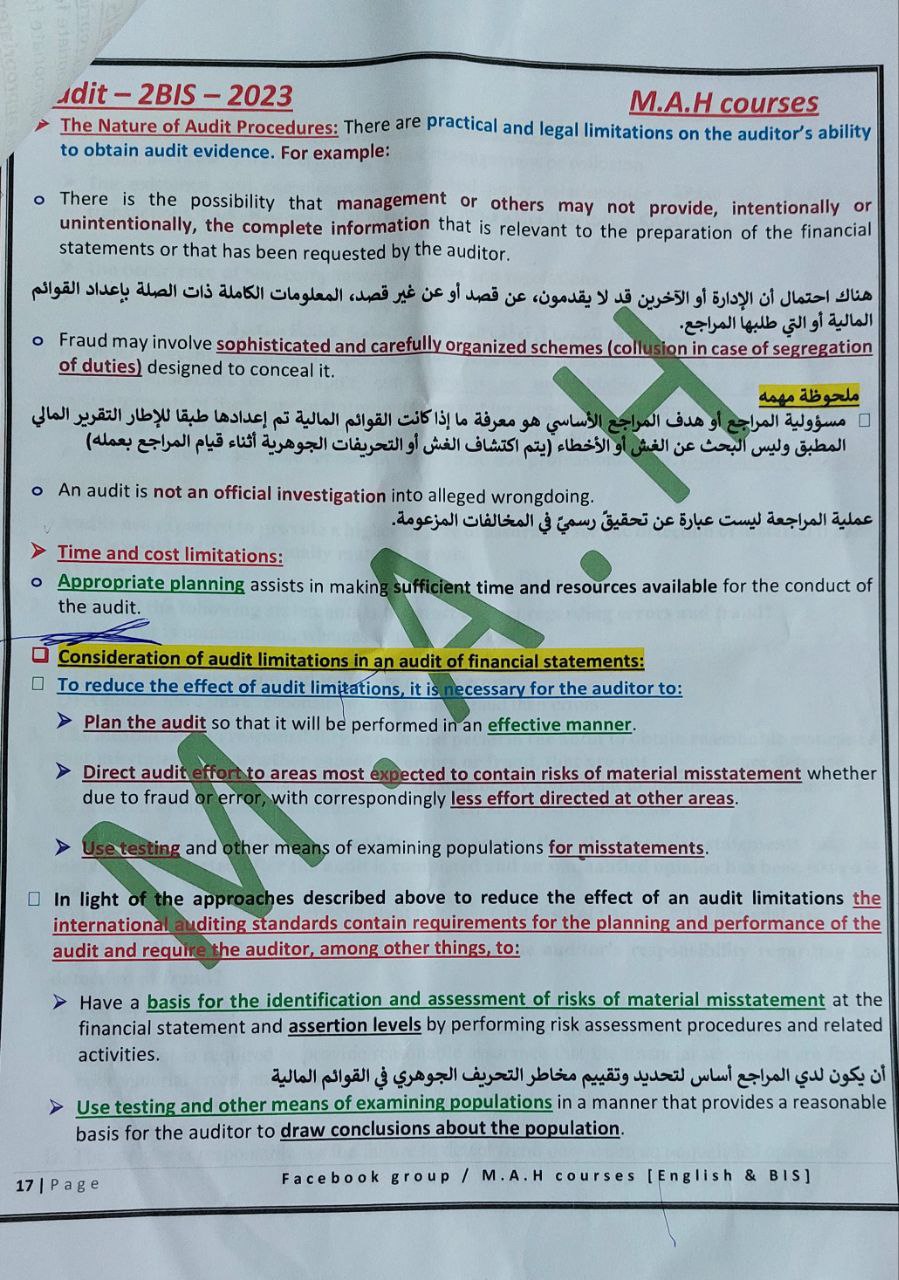 udit – 2BIS – 2023 M.A.H courses
➤ The Nature of Audit Procedures: There are practical and legal limitations on the auditor's ability
to obtain audit evidence. For example:
o There is the possibility that management or others may not provide, intentionally or
unintentionally, the complete information that is relevant to the preparation of the financial
statements or that has been requested by the auditor.
هناك احتمال أن الإدارة أو الآخرين قد لا يقدمون، عن قصد أو عن غير قصد، المعلومات الكاملة ذات الصلة بإعداد القوائم
المالية أو التي طلبها المراجع.
o Fraud may involve sophisticated and carefully organized schemes (collusion in case of segregation
of duties) designed to conceal it.
ملحوظة مهمه
□ مسؤولية المراجع أو هدف المراجع الأساسي هو معرفة ما إذا كانت القوائم المالية تم إعدادها طبقا للإطار التقرير المالي
المطبق وليس البحث عن الغش أو الأخطاء (يتم اكتشاف الغش أو التحريفات الجوهرية أثناء قيام المراجع بعمله)
o An audit is not an official investigation into alleged wrongdoing.
عملية المراجعة ليست عبارة عن تحقيقّ رسميّ في المخالفات المزعومة.
➤ Time and cost limitations:
o Appropriate planning assists in making sufficient time and resources available for the conduct of
the audit.
❑ Consideration of audit limitations in an audit of financial statements:
□ To reduce the effect of audit limitations, it is necessary for the auditor to:
➤ Plan the audit so that it will be performed in an effective manner.
➤ Direct audit effort to areas most expected to contain risks of material misstatement whether
due to fraud or error, with correspondingly less effort directed at other areas.
➤ Use testing and other means of examining populations for misstatements.
□ In light of the approaches described above to reduce the effect of an audit limitations the
international auditing standards contain requirements for the planning and performance of the
audit and require the auditor, among other things, to:
➤ Have a basis for the identification and assessment of risks of material misstatement at the
financial statement and assertion levels by performing risk assessment procedures and related
activities.
أن يكون لدي المراجع أساس لتحديد وتقييم مخاطر التحريف الجوهري في القوائم المالية
➤ Use testing and other means of examining populations in a manner that provides a reasonable
basis for the auditor to draw conclusions about the population.
17 | Page Facebook group / M.A.H courses [English & BIS]
M.A.H